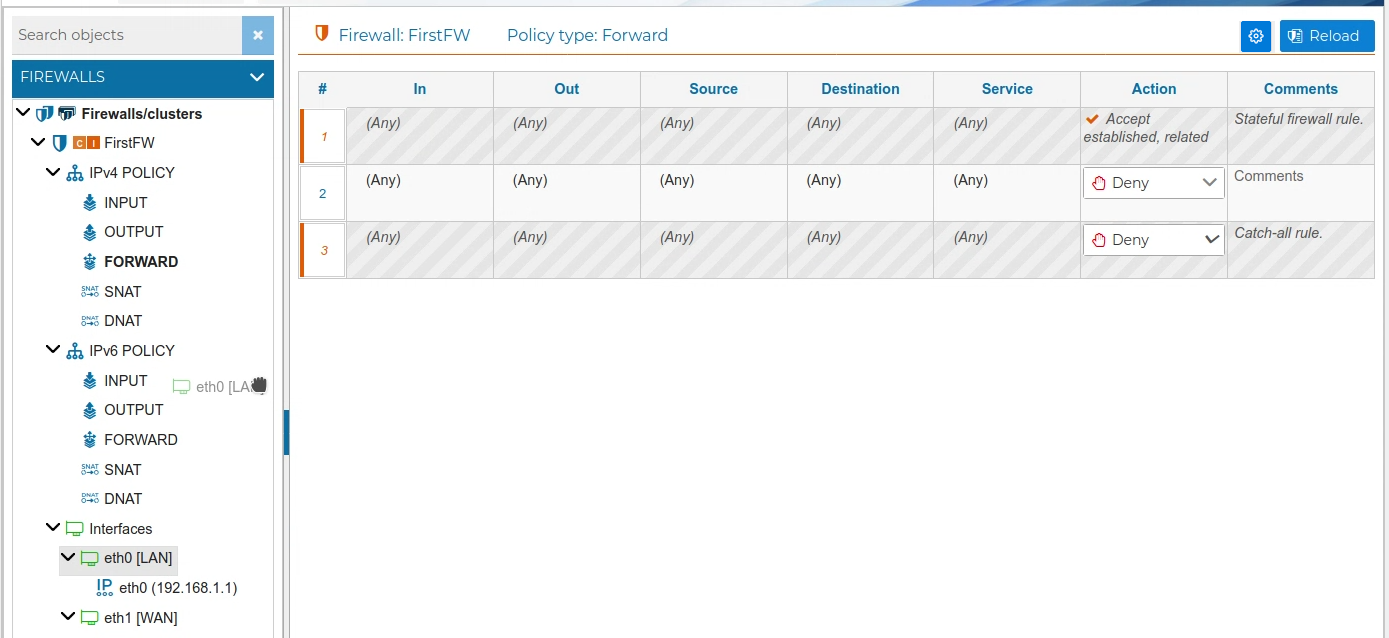 Search objects
FIREWALLS
Firewalls/clusters
C I FirstFW
IPv4 POLICY
INPUT
OUTPUT
FORWARD
SNAT SNAT
DNAT DNAT
IPv6 POLICY
INPUT
eth0 [LA
OUTPUT
FORWARD
SNAT SNAT
DNAT DNAT
Interfaces
eth0 [LAN]
IP eth0 (192.168.1.1)
eth1 [WAN]
Firewall: FirstFW Policy type: Forward Reload
# In Out Source Destination Service Action Comments
1 (Any) (Any) (Any) (Any) (Any) Accept established, related Stateful firewall rule.
2 (Any) (Any) (Any) (Any) (Any) Deny Comments
3 (Any) (Any) (Any) (Any) (Any) Deny Catch-all rule.